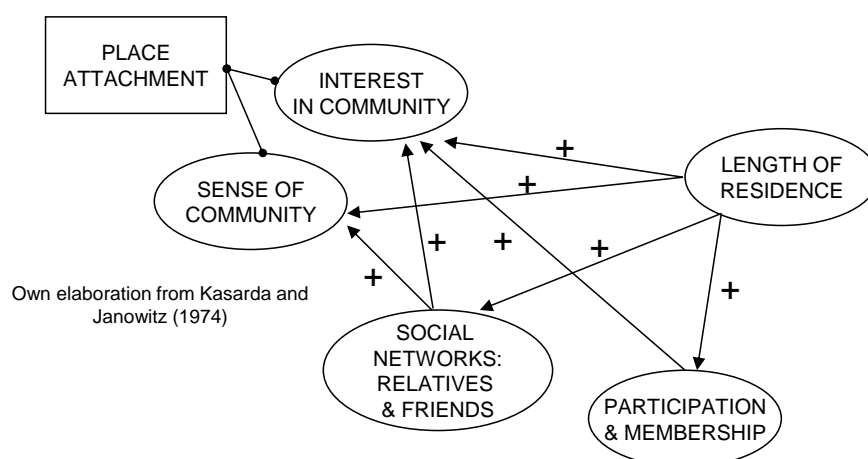 PLACE
ATTACHMENT
INTEREST
IN COMMUNITY
+
LENGTH OF
RESIDENCE
SENSE OF
COMMUNITY
+
+
+
+
+
+
Own elaboration from Kasarda and
Janowitz (1974)
SOCIAL
NETWORKS:
RELATIVES
& FRIENDS
PARTICIPATION
& MEMBERSHIP